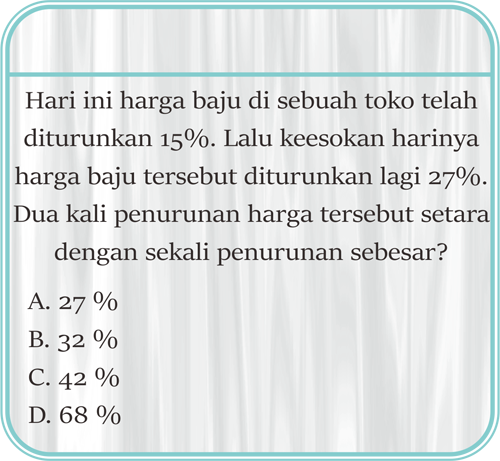 Hari ini harga baju di sebuah toko telah
diturunkan 15%. Lalu keesokan harinya
harga baju tersebut diturunkan lagi 27%.
Dua kali penurunan harga tersebut setara
dengan sekali penurunan sebesar?
A. 27 %
B. 32 %
C. 42 %
D. 68 %